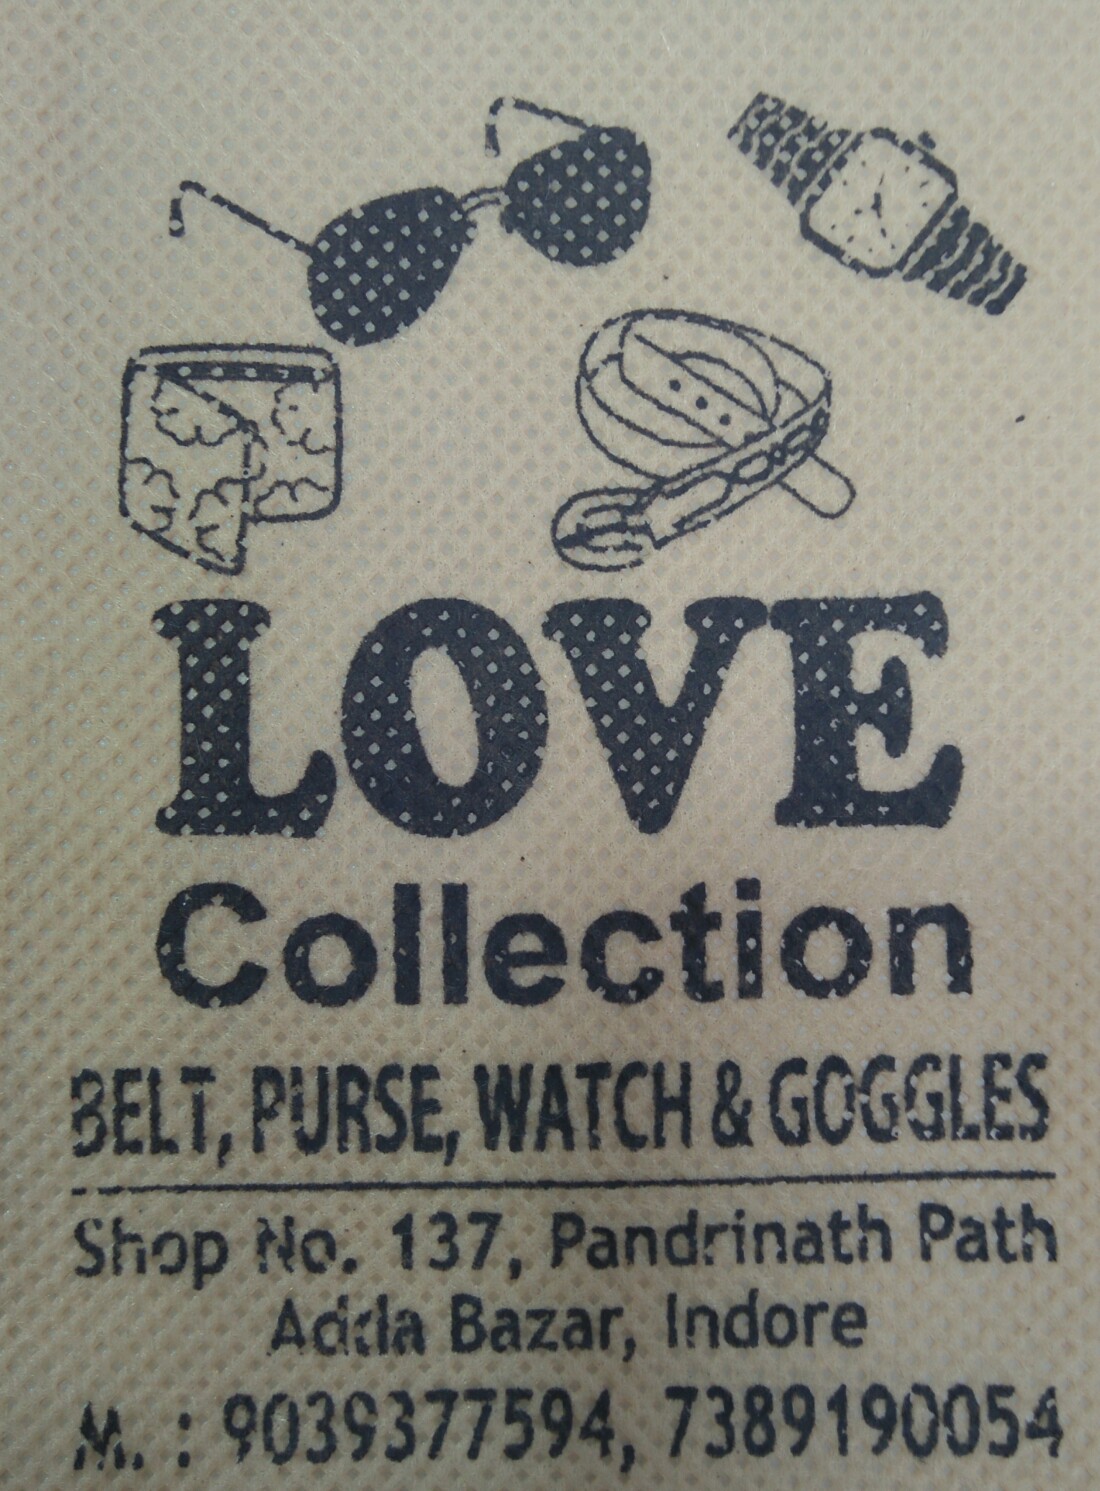 LOVE
Collection
BELT, PURSE, WATCH & GOGGLES
Shop No. 137, Pandrinath Path
Adda Bazar, Indore
M. : 9039377594, 7389190054